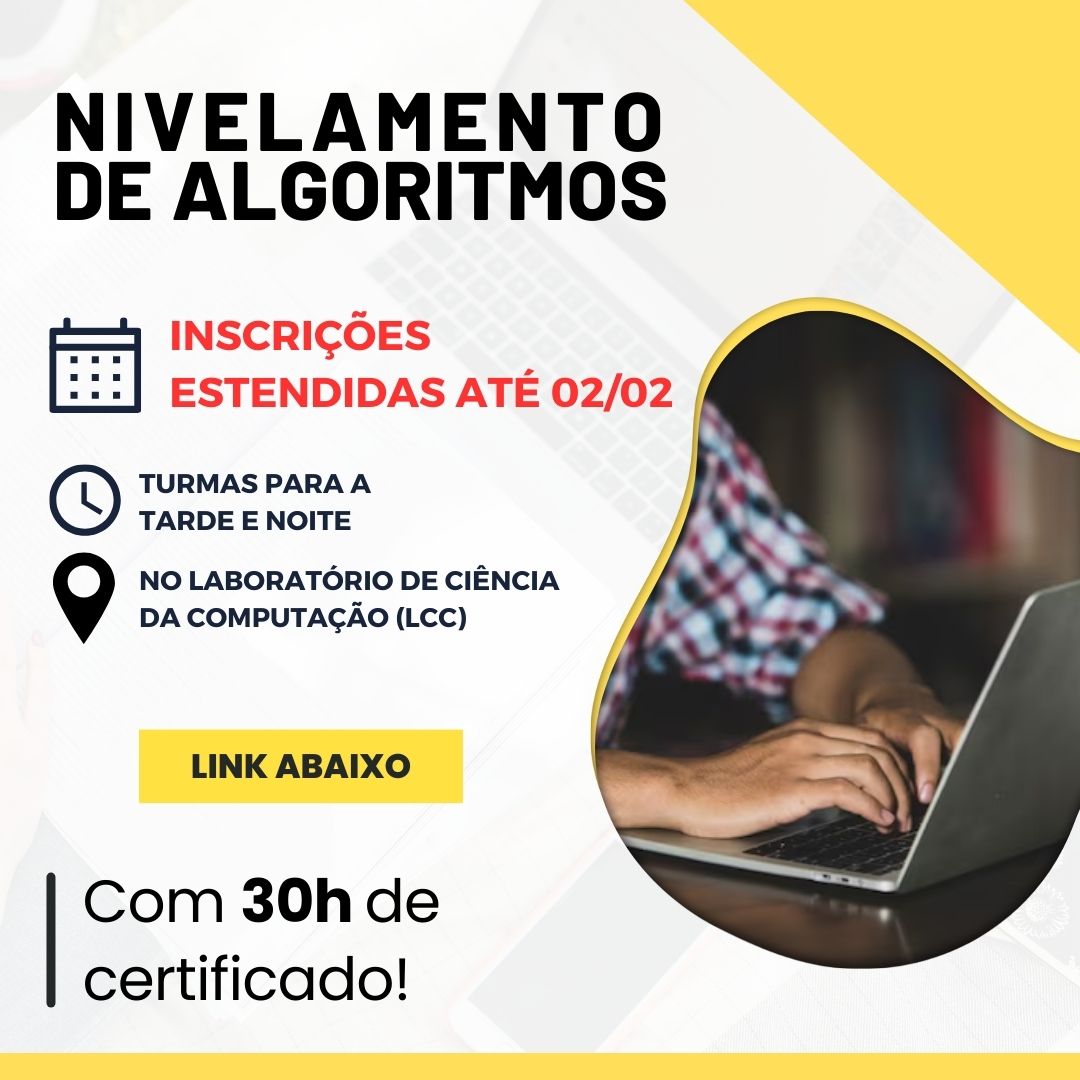 NIVELAMENTO
DE ALGORITMOS
INSCRIÇÕES
ESTENDIDAS ATÉ 02/02
TURMAS PARA A
TARDE E NOITE
NO LABORATÓRIO DE CIÊNCIA
DA COMPUTAÇÃO (LCC)
LINK ABAIXO
Com 30h de
certificado!